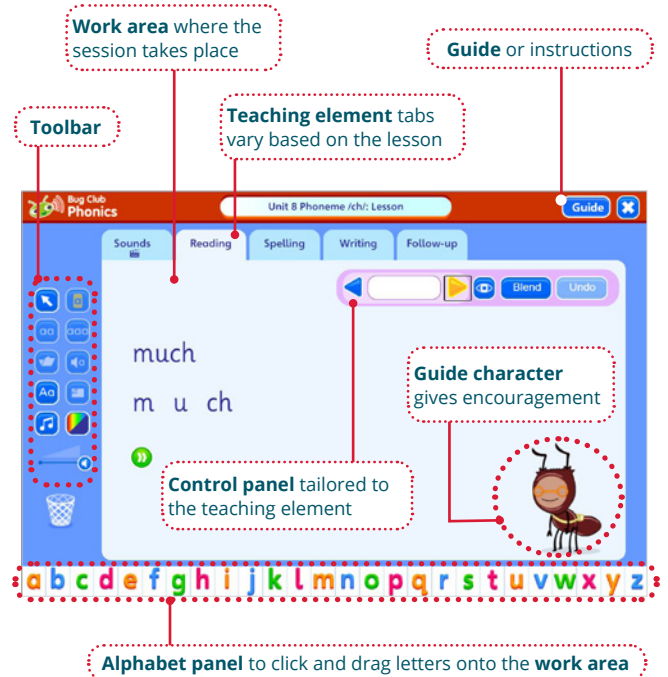 Work area where the
session takes place
Guide or instructions
Toolbar
Teaching element tabs
vary based on the lesson
Bug Club
Phonics
Unit 8 Phoneme /ch/: Lesson
Guide
Sounds
Reading
Spelling
Writing
Follow-up
Blend
Undo
aa
aaa
Aa
much
m u ch
Guide character
gives encouragement
Control panel tailored to
the teaching element
a b c d e f g h i j k l m n o p q r s t u v w x y z
Alphabet panel to click and drag letters onto the work area